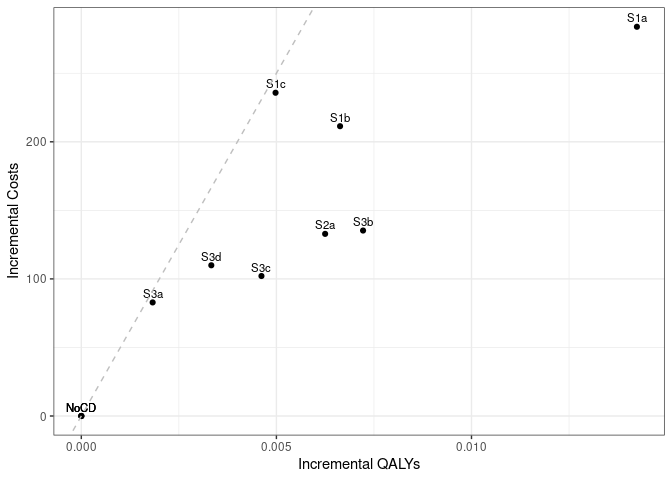 S1a
S1c
S1b
S2a
S3b
S3d
S3c
S3a
NoCD
200
100
0
0.000
0.005
0.010
Incremental QALYs
Incremental Costs